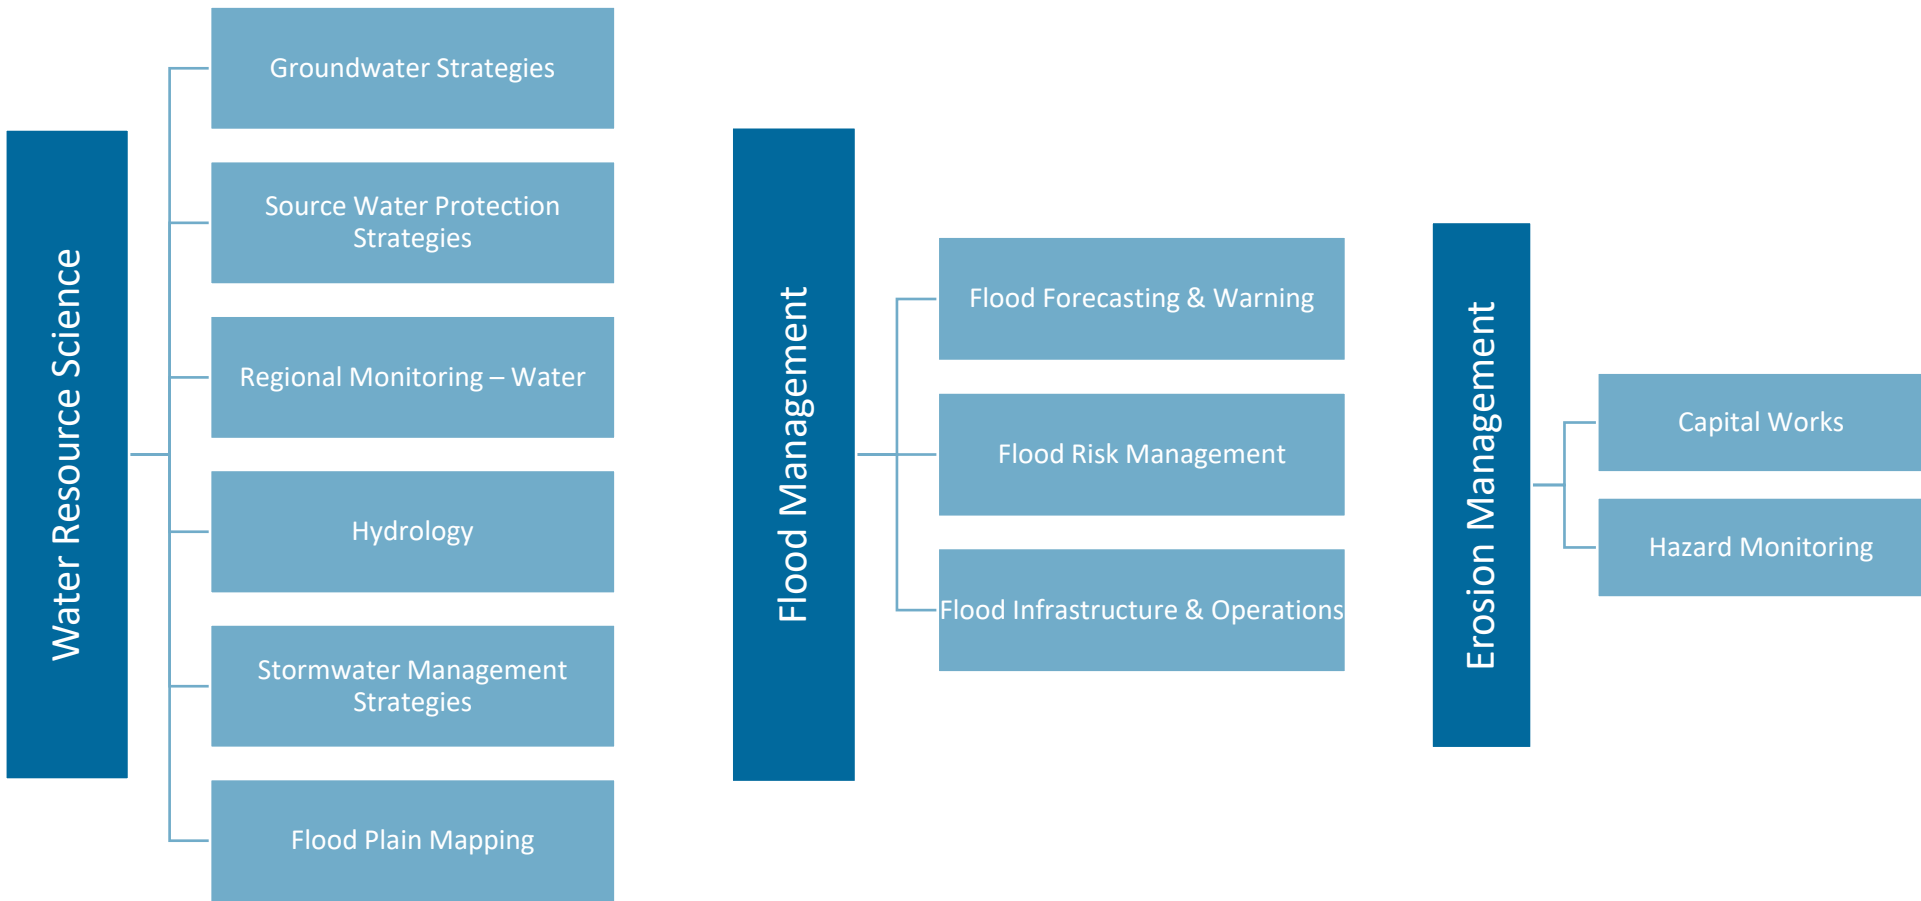 Water Resource Science
Groundwater Strategies
Source Water Protection
Strategies
Regional Monitoring – Water
Hydrology
Stormwater Management
Strategies
Flood Plain Mapping
Flood Management
Flood Forecasting & Warning
Flood Risk Management
Flood Infrastructure & Operations
Erosion Management
Capital Works
Hazard Monitoring